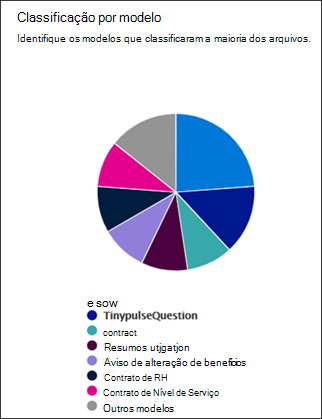 Classificação por modelo
Identifique os modelos que classificaram a maioria dos arquivos.
e sow
TinypulseQuestion
contract
Resumos utjgatjon
Aviso de alteração de benefícios
Contrato de RH
Contrato de Nível de Serviço
Outros modelos